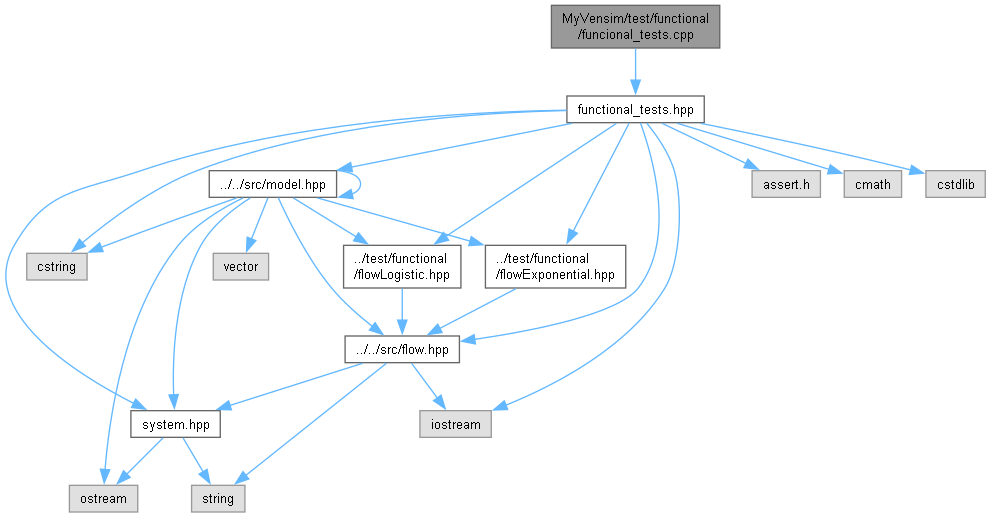 MyVensim/test/functional
/funcional_tests.cpp
functional_tests.hpp
../../src/model.hpp
assert.h
cmath
cstdlib
cstring
vector
../test/functional
/flowLogistic.hpp
../test/functional
/flowExponential.hpp
../../src/flow.hpp
system.hpp
iostream
ostream
string